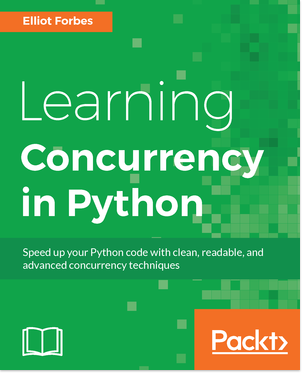 Elliot Forbes
Learning
Concurrency
in Python
Speed up your Python code with clean, readable, and
advanced concurrency techniques
Packt>